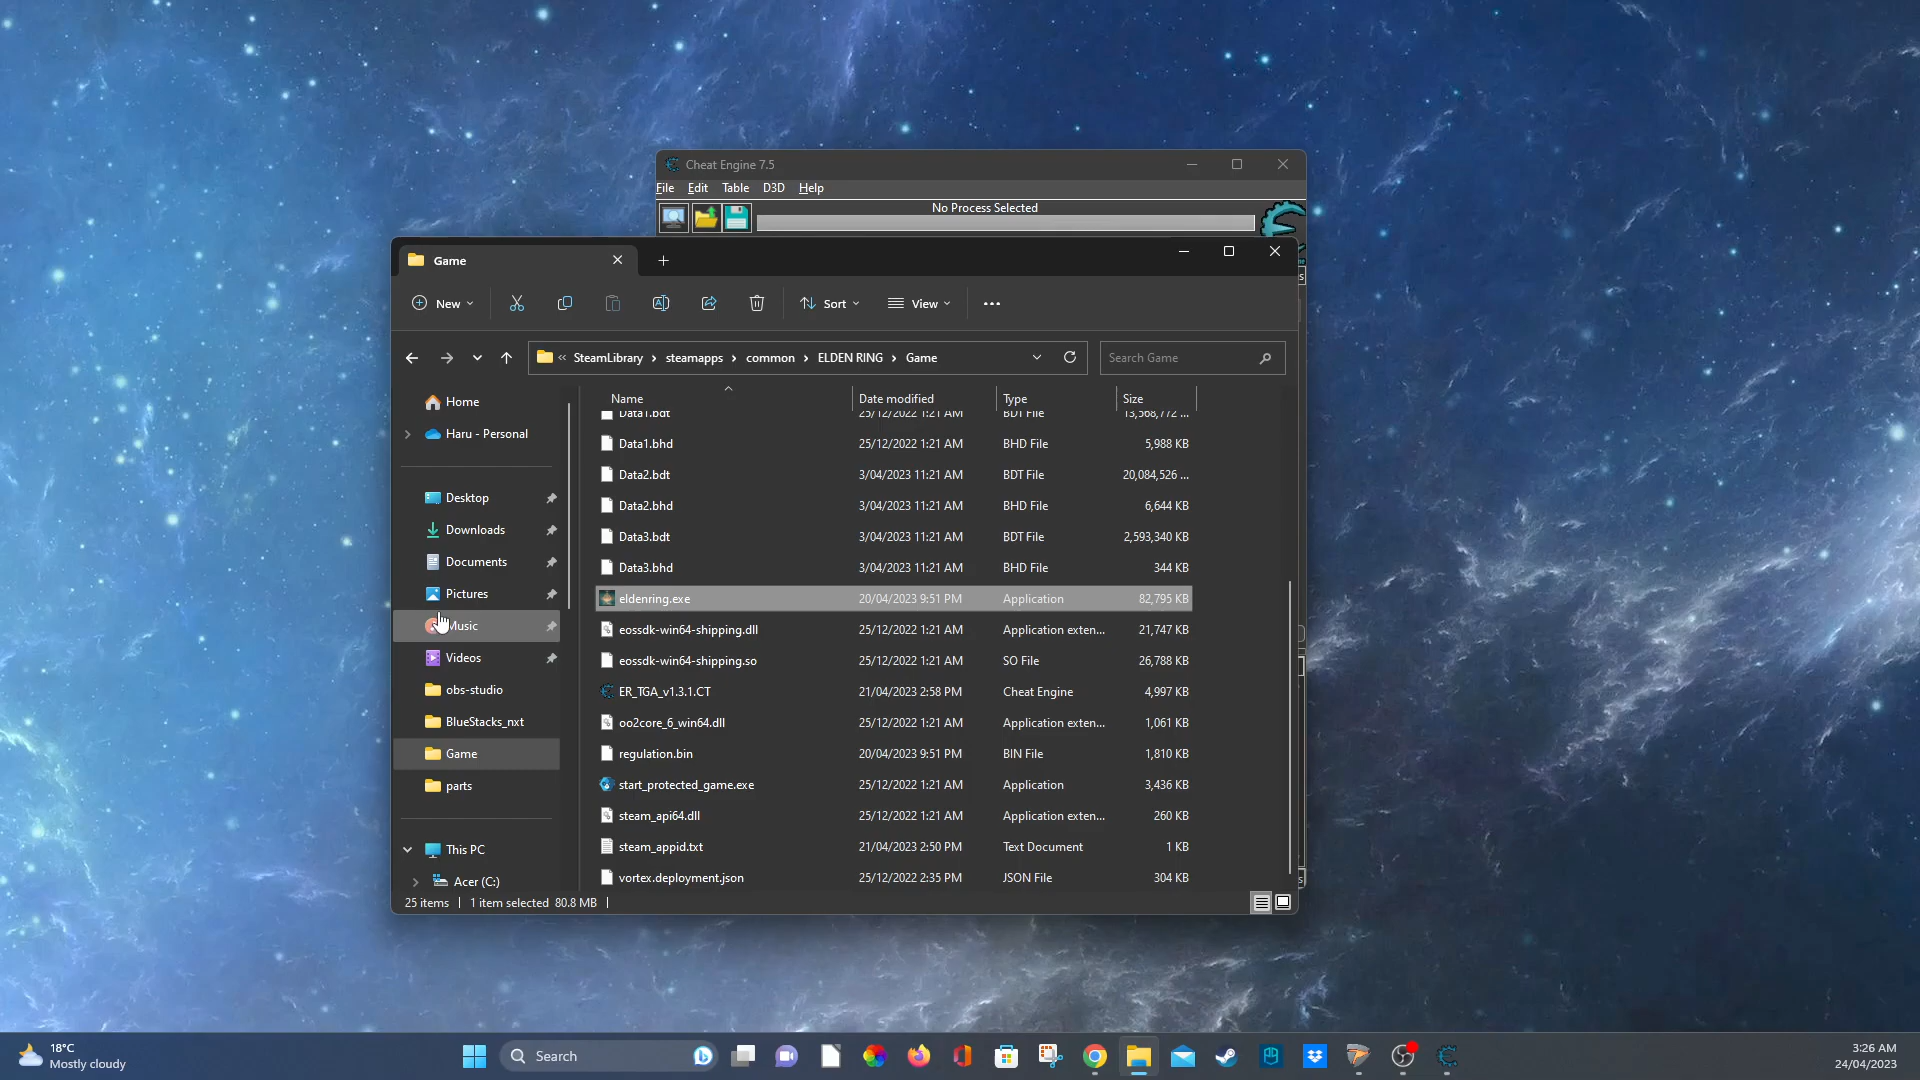 Cheat Engine 7.5
File Edit Table D3D Help
No Process Selected
Game
New Sort View
« SteamLibrary > steamapps > common > ELDEN RING > Game
Search Game
Name Date modified Type Size
Data1.bdt 25/12/2022 1:21 AM BDT File 13,568,772 ...
Data1.bhd 25/12/2022 1:21 AM BHD File 5,988 KB
Data2.bdt 3/04/2023 11:21 AM BDT File 20,084,526 ...
Data2.bhd 3/04/2023 11:21 AM BHD File 6,644 KB
Data3.bdt 3/04/2023 11:21 AM BDT File 2,593,340 KB
Data3.bhd 3/04/2023 11:21 AM BHD File 344 KB
eldenring.exe 20/04/2023 9:51 PM Application 82,795 KB
eossdk-win64-shipping.dll 25/12/2022 1:21 AM Application exten... 21,747 KB
eossdk-win64-shipping.so 25/12/2022 1:21 AM SO File 26,788 KB
ER_TGA_v1.3.1.CT 21/04/2023 2:58 PM Cheat Engine 4,997 KB
oo2core_6_win64.dll 25/12/2022 1:21 AM Application exten... 1,061 KB
regulation.bin 20/04/2023 9:51 PM BIN File 1,810 KB
start_protected_game.exe 25/12/2022 1:21 AM Application 3,436 KB
steam_api64.dll 25/12/2022 1:21 AM Application exten... 260 KB
steam_appid.txt 21/04/2023 2:50 PM Text Document 1 KB
vortex.deployment.json 25/12/2022 2:35 PM JSON File 304 KB
Home
Haru - Personal
Desktop
Downloads
Documents
Pictures
Music
Videos
obs-studio
BlueStacks_nxt
Game
parts
This PC
Acer (C:)
25 items 1 item selected 80.8 MB
18°C
Mostly cloudy
Search
3:26 AM
24/04/2023